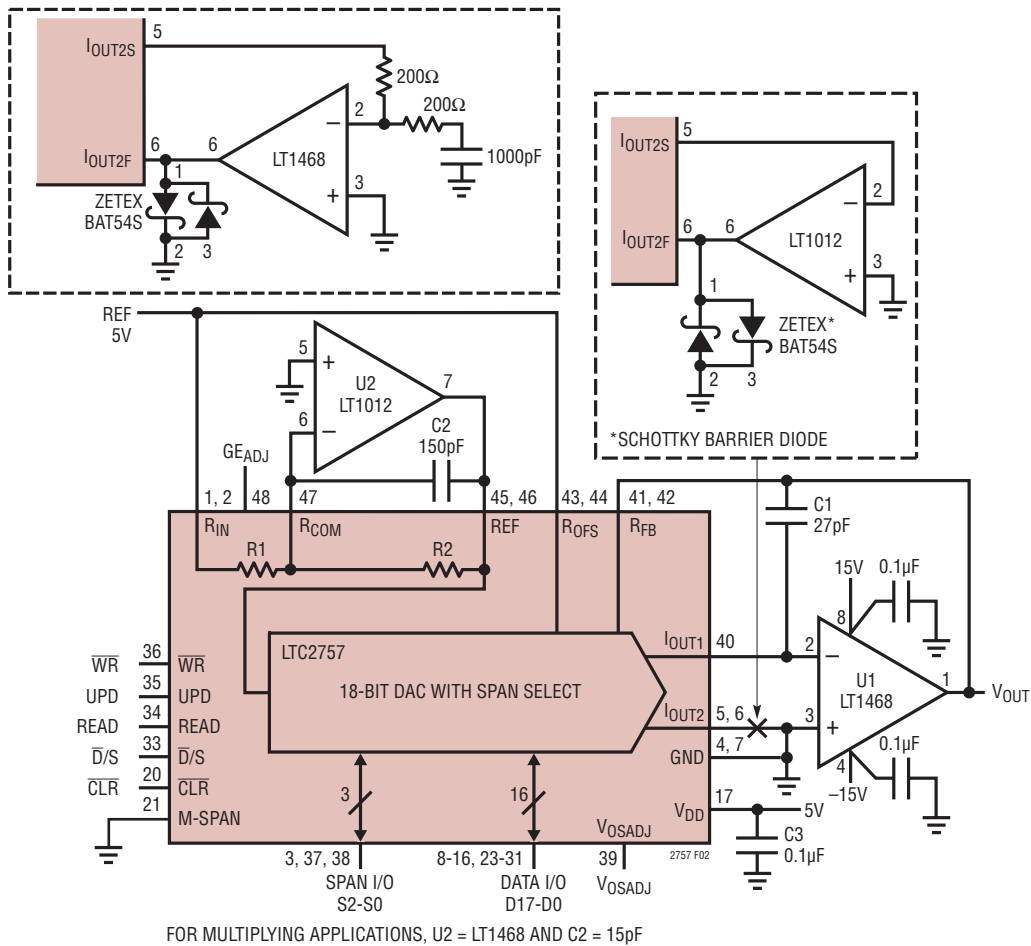 5
IOUT2S
200Ω
200Ω
2
–
LT1468
1000pF
6
6
IOUT2F
3
+
1
ZETEX
BAT54S
2
3
5
IOUT2S
2
–
LT1012
6
6
IOUT2F
3
+
1
ZETEX*
BAT54S
2
3
*SCHOTTKY BARRIER DIODE
REF
5V
5
+
U2
LT1012
7
6
–
C2
150pF
GEADJ
1, 2
48
47
45, 46
43, 44
41, 42
RIN
RCOM
REF
ROFS
RFB
C1
27pF
R1
R2
15V
0.1µF
8
LTC2757
18-BIT DAC WITH SPAN SELECT
IOUT1
40
2
–
U1
LT1468
1
VOUT
IOUT2
5, 6
3
+
GND
4, 7
0.1µF
4
–15V
WR
36
WR
UPD
35
UPD
READ
34
READ
D/S
33
D/S
CLR
20
CLR
21
M-SPAN
3
16
VDD
17
5V
C3
0.1µF
VOSADJ
2757 F02
3, 37, 38
SPAN I/O
S2-S0
8-16, 23-31
DATA I/O
D17-D0
39
VOSADJ
FOR MULTIPLYING APPLICATIONS, U2 = LT1468 AND C2 = 15pF